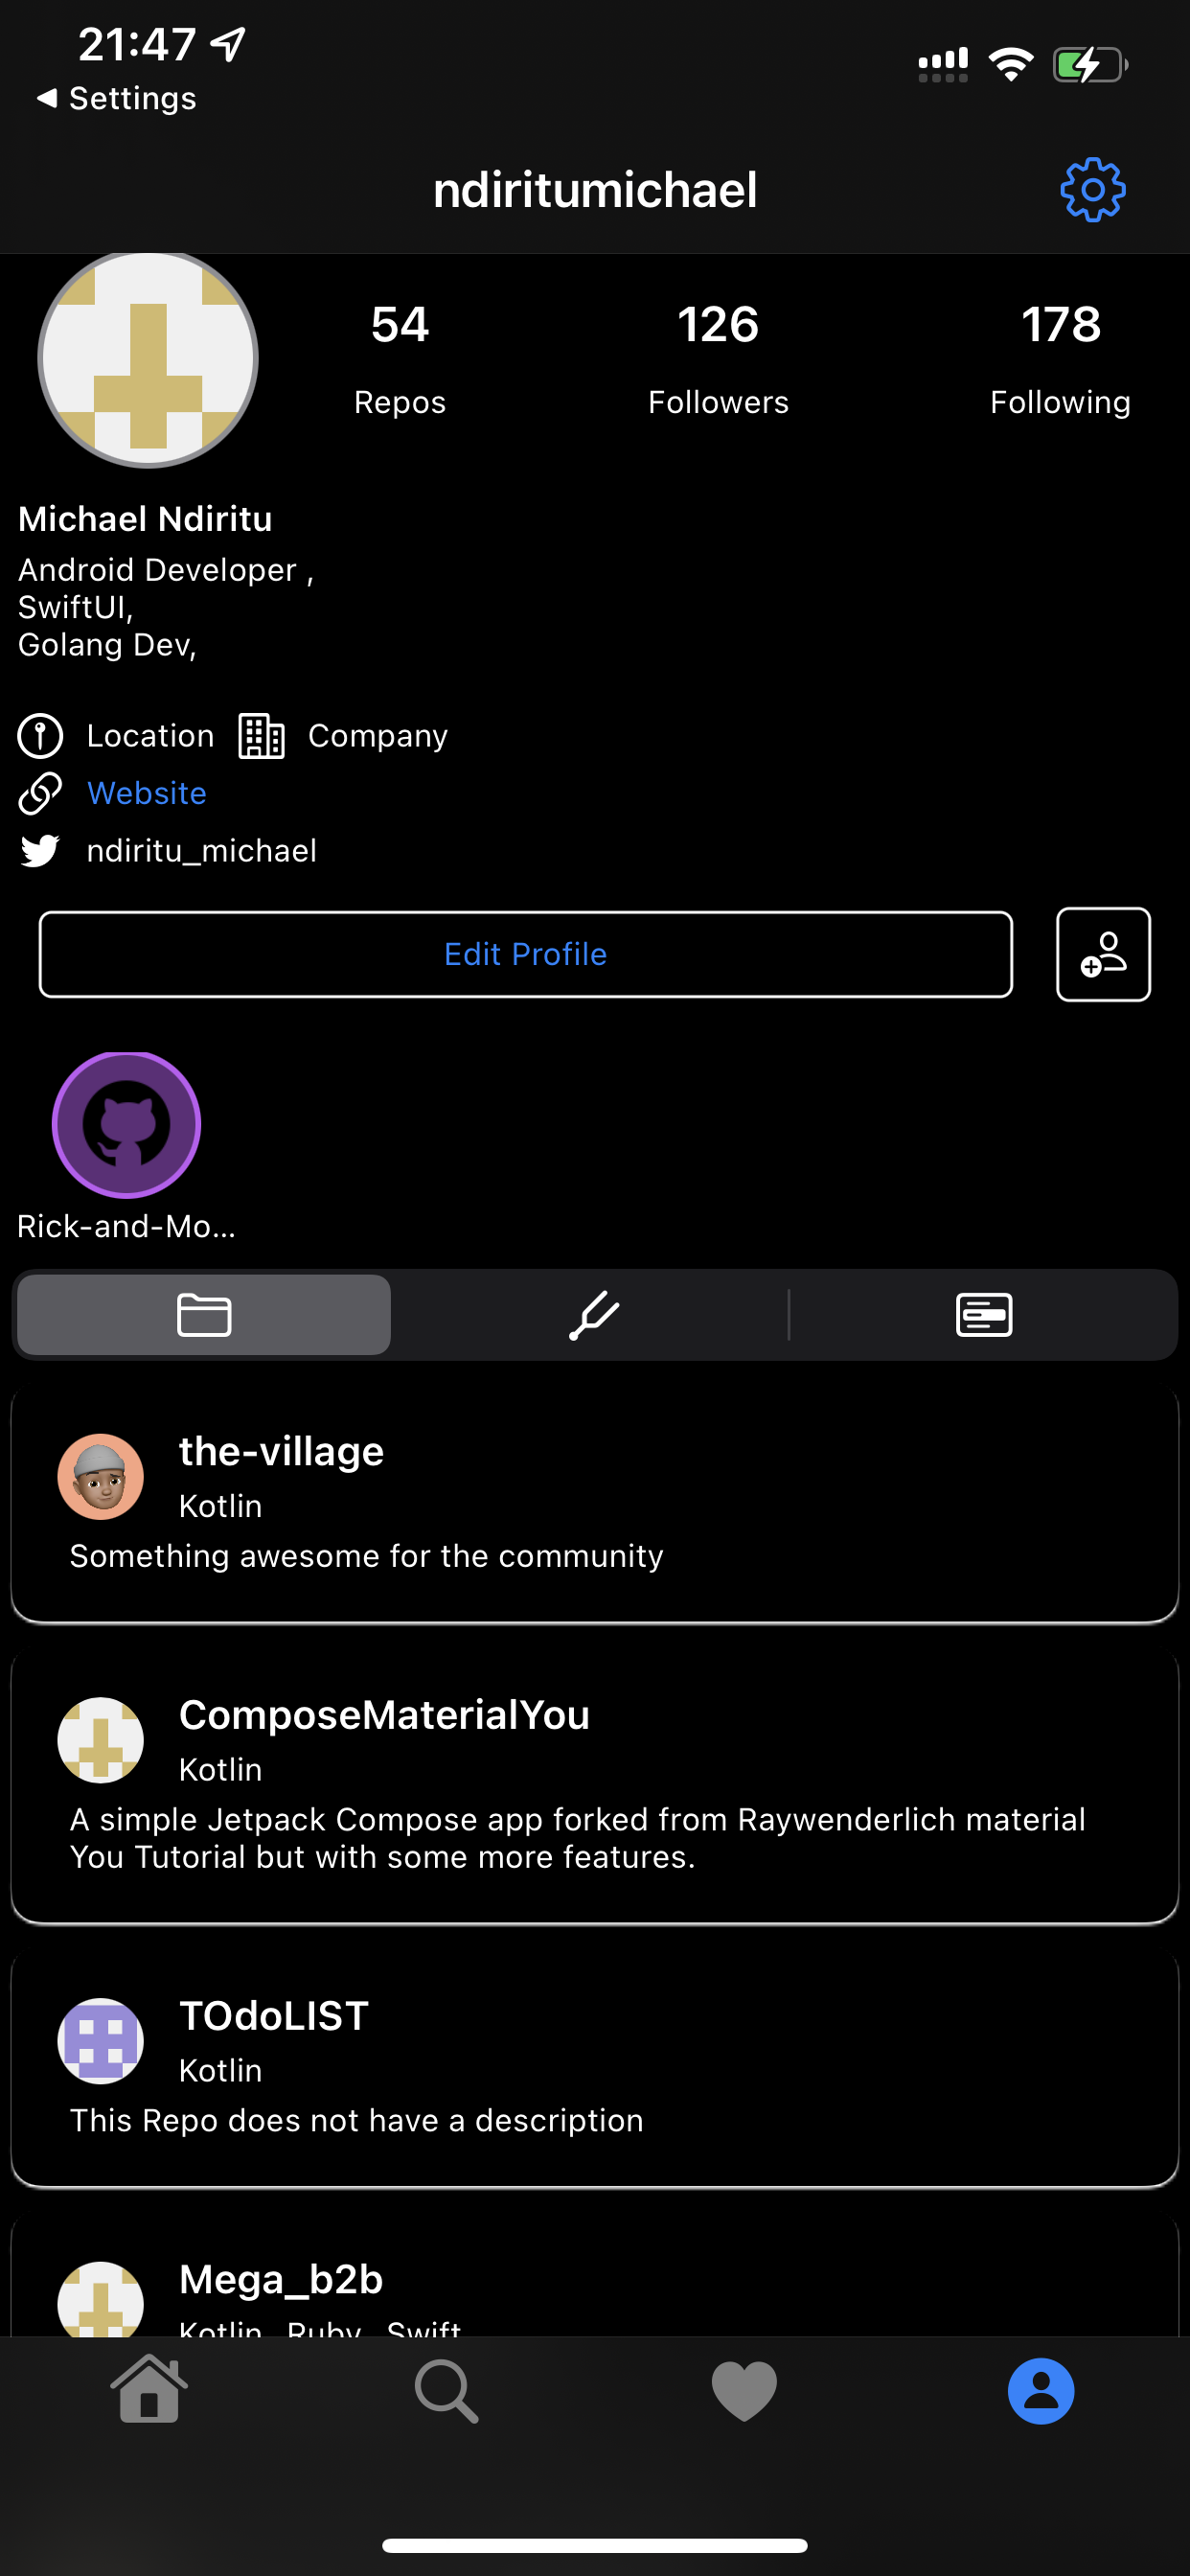 21:47
Settings
ndiritumichael
54 126 178
Repos Followers Following
Michael Ndiritu
Android Developer ,
SwiftUI,
Golang Dev,
Location Company
Website
ndiritu_michael
Edit Profile
Rick-and-Mo...
the-village
Kotlin
Something awesome for the community
ComposeMaterialYou
Kotlin
A simple Jetpack Compose app forked from Raywenderlich material
You Tutorial but with some more features.
TOdoLIST
Kotlin
This Repo does not have a description
Mega_b2b
Kotlin , Ruby , Swift